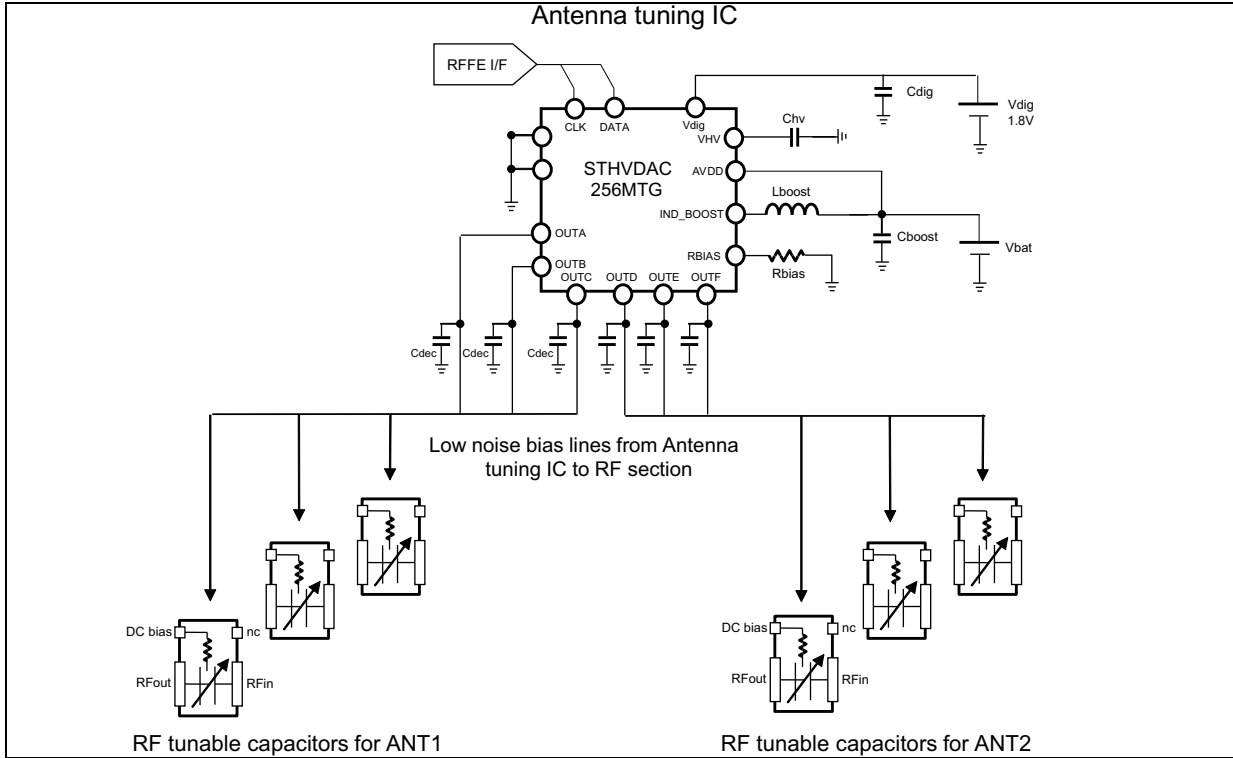 Antenna tuning IC
RFFE I/F
CLK
DATA
Vdig
Cdig
Vdig
1.8V
VHV
Chv
STHVDAC
256MTG
AVDD
IND_BOOST
Lboost
Cboost
Vbat
RBIAS
Rbias
OUTA
OUTB
OUTC
OUTD
OUTE
OUTF
Cdec
Cdec
Cdec
Low noise bias lines from Antenna
tuning IC to RF section
DC bias
nc
RFout
RFin
DC bias
nc
RFout
RFin
RF tunable capacitors for ANT1
RF tunable capacitors for ANT2